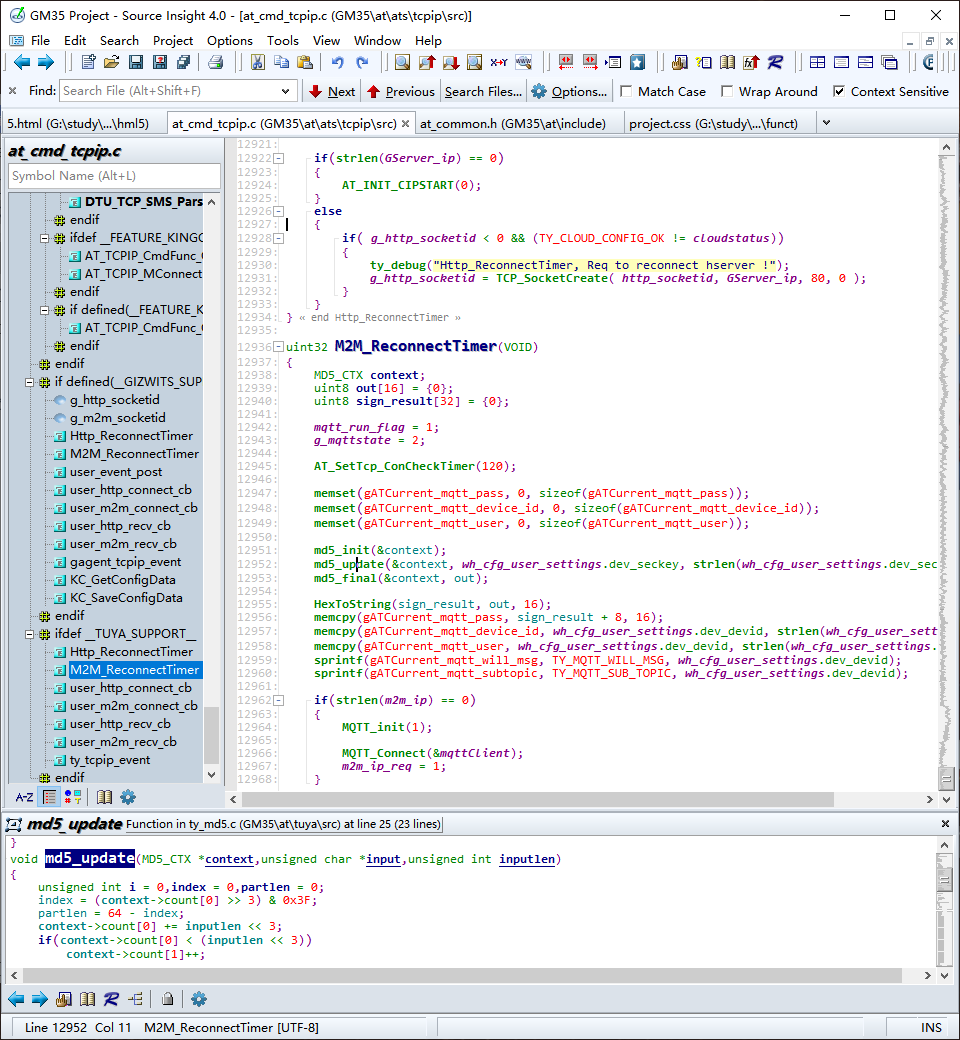 GM35 Project - Source Insight 4.0 - [at_cmd_tcpip.c (GM35\at\ats\tcpip\src)]
File Edit Search Project Options Tools View Window Help
Find: Search File (Alt+Shift+F) Next Previous Search Files... Options... Match Case Wrap Around Context Sensitive
5.html (G:\study\...\hml5) at_cmd_tcpip.c (GM35\at\ats\tcpip\src) at_common.h (GM35\at\include) project.css (G:\study\...\funct)
at_cmd_tcpip.c
Symbol Name (Alt+L)
DTU_TCP_SMS_Pars
endif
ifdef __FEATURE_KINGC
AT_TCPIP_CmdFunc_
AT_TCPIP_MConnect
endif
if defined(__FEATURE_K
AT_TCPIP_CmdFunc_
endif
endif
if defined(__GIZWITS_SUP
g_http_socketid
g_m2m_socketid
Http_ReconnectTimer
M2M_ReconnectTimer
user_event_post
user_http_connect_cb
user_m2m_connect_cb
user_http_recv_cb
user_m2m_recv_cb
gagent_tcpip_event
KC_GetConfigData
KC_SaveConfigData
endif
ifdef __TUYA_SUPPORT__
Http_ReconnectTimer
M2M_ReconnectTimer
user_http_connect_cb
user_m2m_connect_cb
user_http_recv_cb
user_m2m_recv_cb
ty_tcpip_event
endif
A-Z
12921:
12922 if(strlen(GServer_ip) == 0)
12923: {
12924: AT_INIT_CIPSTART(0);
12925: }
12926 else
12927: {
12928 if( g_http_socketid < 0 && (TY_CLOUD_CONFIG_OK != cloudstatus))
12929: {
12930: ty_debug("Http_ReconnectTimer, Req to reconnect hserver !");
12931: g_http_socketid = TCP_SocketCreate( http_socketid, GServer_ip, 80, 0 );
12932: }
12933: }
12934: } « end Http_ReconnectTimer »
12935:
12936 uint32 M2M_ReconnectTimer(VOID)
12937: {
12938: MD5_CTX context;
12939: uint8 out[16] = {0};
12940: uint8 sign_result[32] = {0};
12941:
12942: mqtt_run_flag = 1;
12943: g_mqttstate = 2;
12944:
12945: AT_SetTcp_ConCheckTimer(120);
12946:
12947: memset(gATCurrent_mqtt_pass, 0, sizeof(gATCurrent_mqtt_pass));
12948: memset(gATCurrent_mqtt_device_id, 0, sizeof(gATCurrent_mqtt_device_id));
12949: memset(gATCurrent_mqtt_user, 0, sizeof(gATCurrent_mqtt_user));
12950:
12951: md5_init(&context);
12952: md5_update(&context, wh_cfg_user_settings.dev_seckey, strlen(wh_cfg_user_settings.dev_sec
12953: md5_final(&context, out);
12954:
12955: HexToString(sign_result, out, 16);
12956: memcpy(gATCurrent_mqtt_pass, sign_result + 8, 16);
12957: memcpy(gATCurrent_mqtt_device_id, wh_cfg_user_settings.dev_devid, strlen(wh_cfg_user_sett
12958: memcpy(gATCurrent_mqtt_user, wh_cfg_user_settings.dev_devid, strlen(wh_cfg_user_settings.
12959: sprintf(gATCurrent_mqtt_will_msg, TY_MQTT_WILL_MSG, wh_cfg_user_settings.dev_devid);
12960: sprintf(gATCurrent_mqtt_subtopic, TY_MQTT_SUB_TOPIC, wh_cfg_user_settings.dev_devid);
12961:
12962 if(strlen(m2m_ip) == 0)
12963: {
12964: MQTT_init(1);
12965:
12966: MQTT_Connect(&mqttClient);
12967: m2m_ip_req = 1;
12968: }
md5_update Function in ty_md5.c (GM35\at\tuya\src) at line 25 (23 lines)
}
void md5_update(MD5_CTX *context,unsigned char *input,unsigned int inputlen)
{
unsigned int i = 0,index = 0,partlen = 0;
index = (context->count[0] >> 3) & 0x3F;
partlen = 64 - index;
context->count[0] += inputlen << 3;
if(context->count[0] < (inputlen << 3))
context->count[1]++;
Line 12952 Col 11 M2M_ReconnectTimer [UTF-8] INS